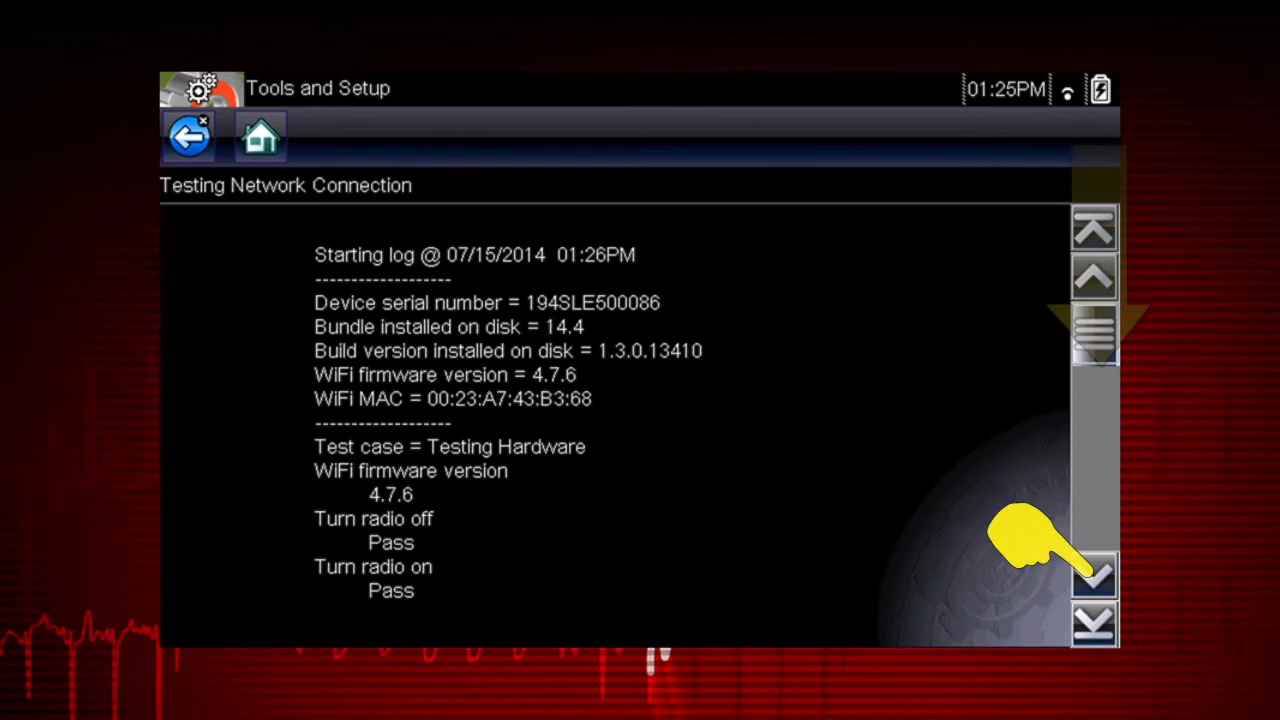 Tools and Setup
01:25PM
Testing Network Connection
Starting log @ 07/15/2014 01:26PM
-------------------
Device serial number = 194SLE500086
Bundle installed on disk = 14.4
Build version installed on disk = 1.3.0.13410
WiFi firmware version = 4.7.6
WiFi MAC = 00:23:A7:43:B3:68
-------------------
Test case = Testing Hardware
WiFi firmware version
4.7.6
Turn radio off
Pass
Turn radio on
Pass